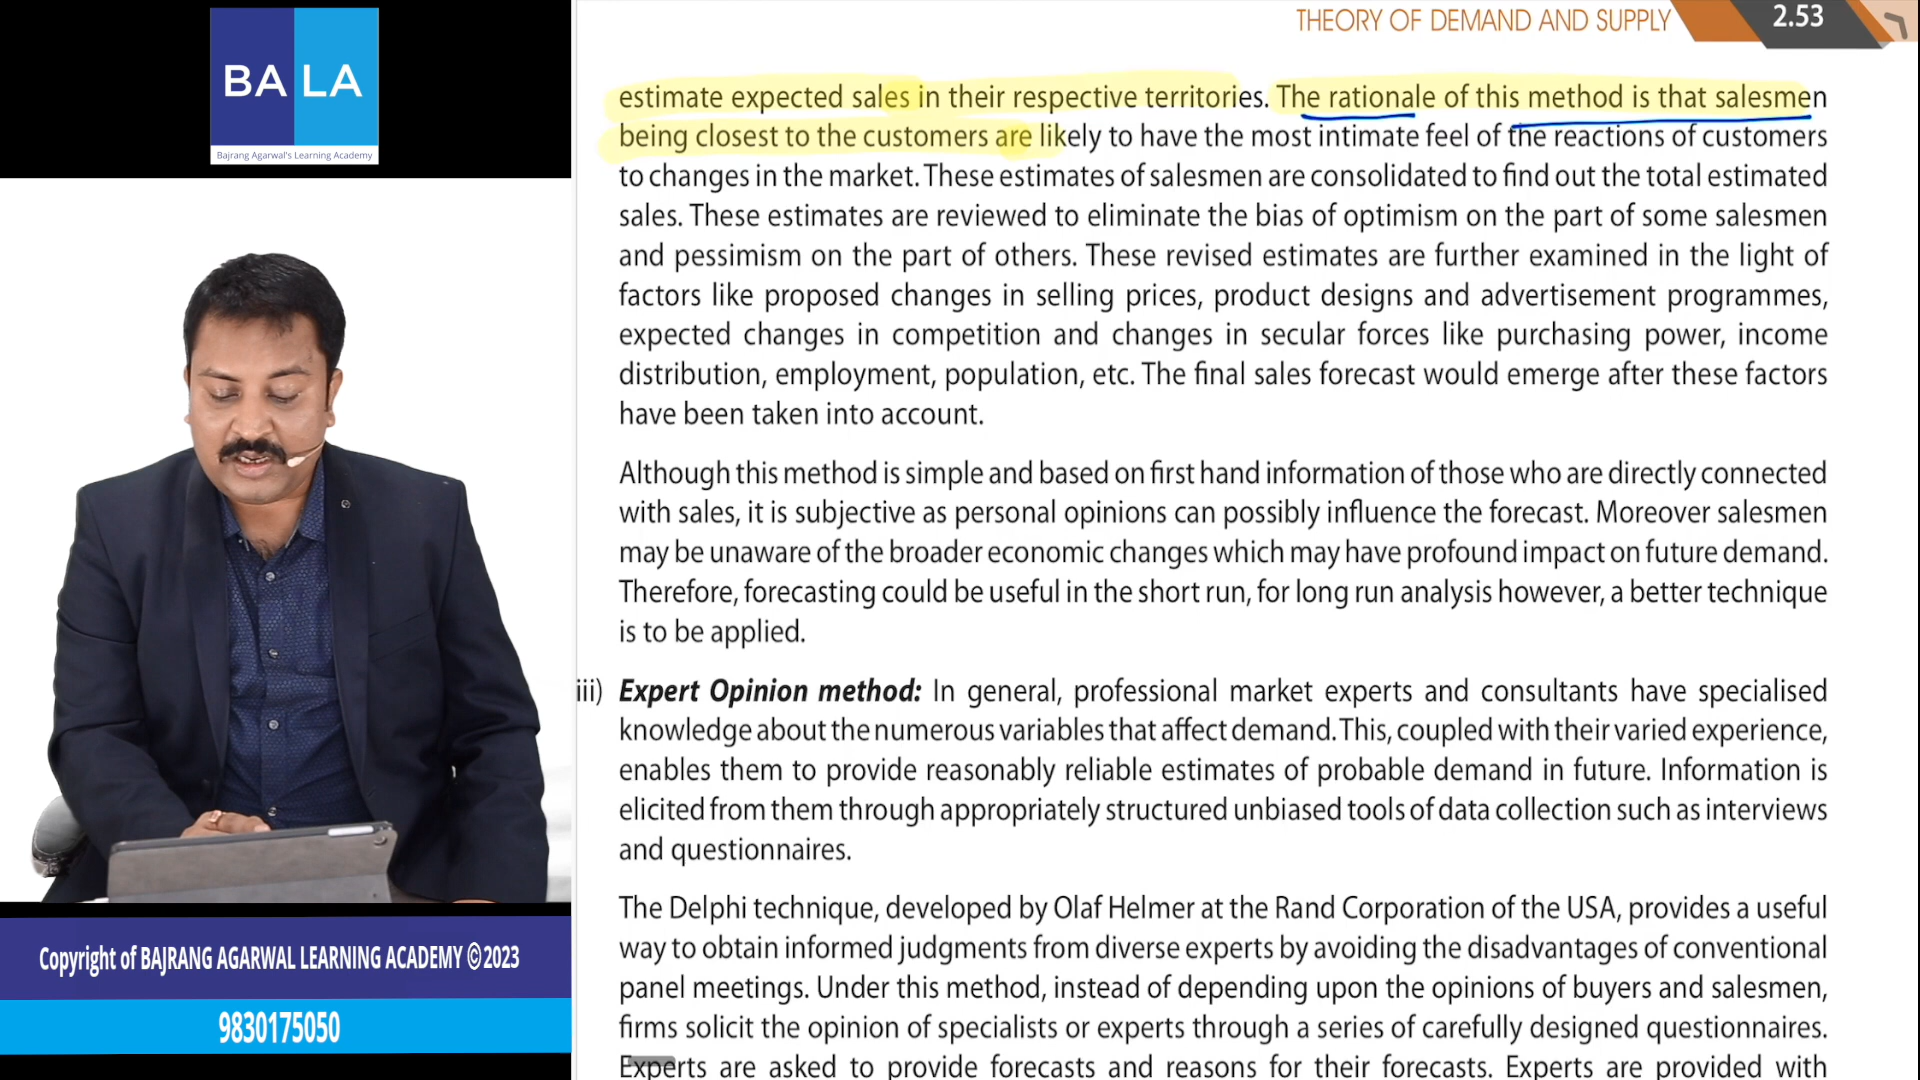 BALA
Bajrang Agarwal's Learning Academy
THEORY OF DEMAND AND SUPPLY 2.53
estimate expected sales in their respective territories. The rationale of this method is that salesmen
being closest to the customers are likely to have the most intimate feel of the reactions of customers
to changes in the market. These estimates of salesmen are consolidated to find out the total estimated
sales. These estimates are reviewed to eliminate the bias of optimism on the part of some salesmen
and pessimism on the part of others. These revised estimates are further examined in the light of
factors like proposed changes in selling prices, product designs and advertisement programmes,
expected changes in competition and changes in secular forces like purchasing power, income
distribution, employment, population, etc. The final sales forecast would emerge after these factors
have been taken into account.
Although this method is simple and based on first hand information of those who are directly connected
with sales, it is subjective as personal opinions can possibly influence the forecast. Moreover salesmen
may be unaware of the broader economic changes which may have profound impact on future demand.
Therefore, forecasting could be useful in the short run, for long run analysis however, a better technique
is to be applied.
iii) Expert Opinion method: In general, professional market experts and consultants have specialised
knowledge about the numerous variables that affect demand. This, coupled with their varied experience,
enables them to provide reasonably reliable estimates of probable demand in future. Information is
elicited from them through appropriately structured unbiased tools of data collection such as interviews
and questionnaires.
The Delphi technique, developed by Olaf Helmer at the Rand Corporation of the USA, provides a useful
way to obtain informed judgments from diverse experts by avoiding the disadvantages of conventional
panel meetings. Under this method, instead of depending upon the opinions of buyers and salesmen,
firms solicit the opinion of specialists or experts through a series of carefully designed questionnaires.
Experts are asked to provide forecasts and reasons for their forecasts. Experts are provided with
Copyright of BAJRANG AGARWAL LEARNING ACADEMY ©2023
9830175050